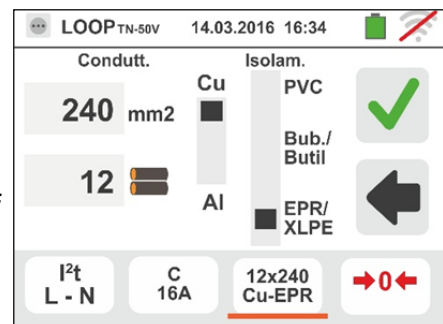 LOOP TN-50V 14.03.2016 16:34
Condutt. Isolam.
Cu PVC
240 mm2
Bub./
Butil
12
Al EPR/
XLPE
I²t
L - N
C
16A
12x240
Cu-EPR
0